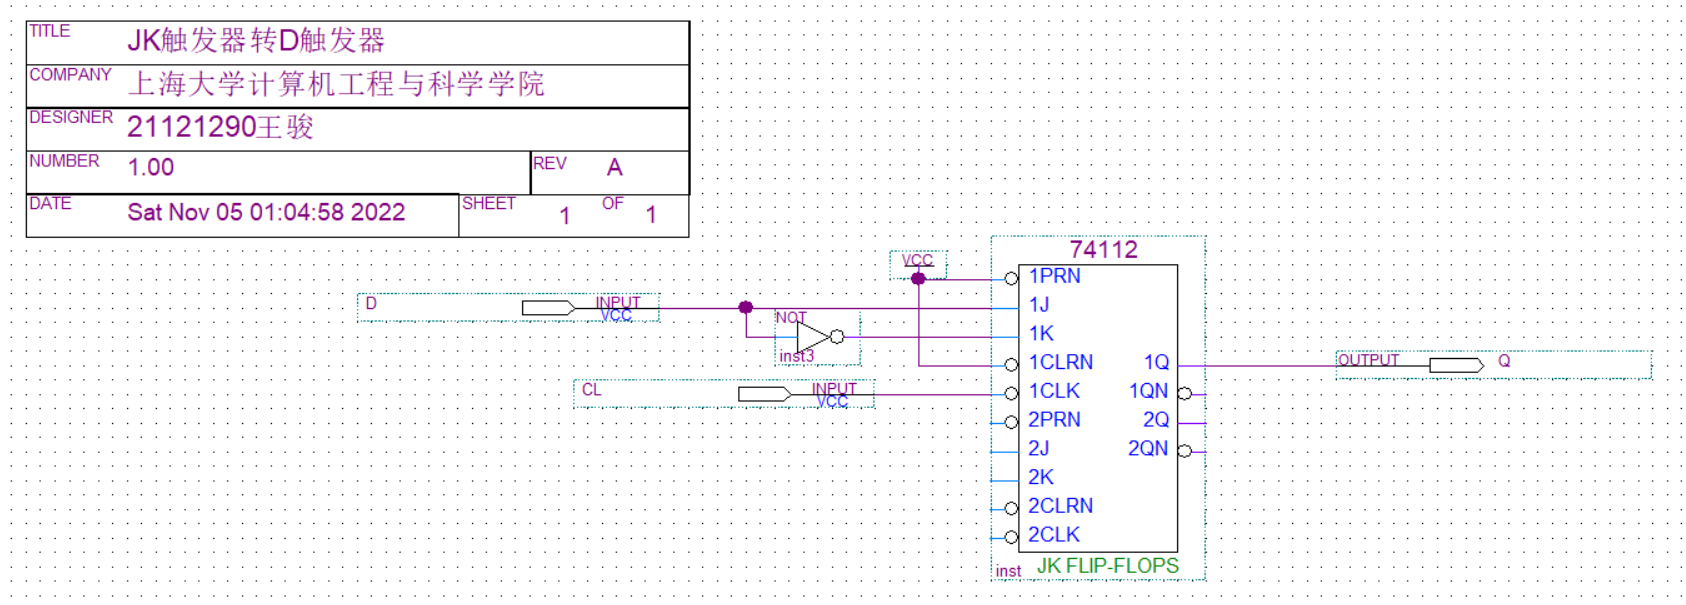 TITLE JK触发器转D触发器
COMPANY 上海大学计算机工程与科学学院
DESIGNER 21121290王骏
NUMBER 1.00 REV A
DATE Sat Nov 05 01:04:58 2022 SHEET 1 OF 1
74112
VCC
1PRN
D INPUT
VCC
1J
NOT
1K
inst3
1CLRN 1Q
OUTPUT Q
CL INPUT
VCC
1CLK 1QN
2PRN 2Q
2J 2QN
2K
2CLRN
2CLK
inst JK FLIP-FLOPS